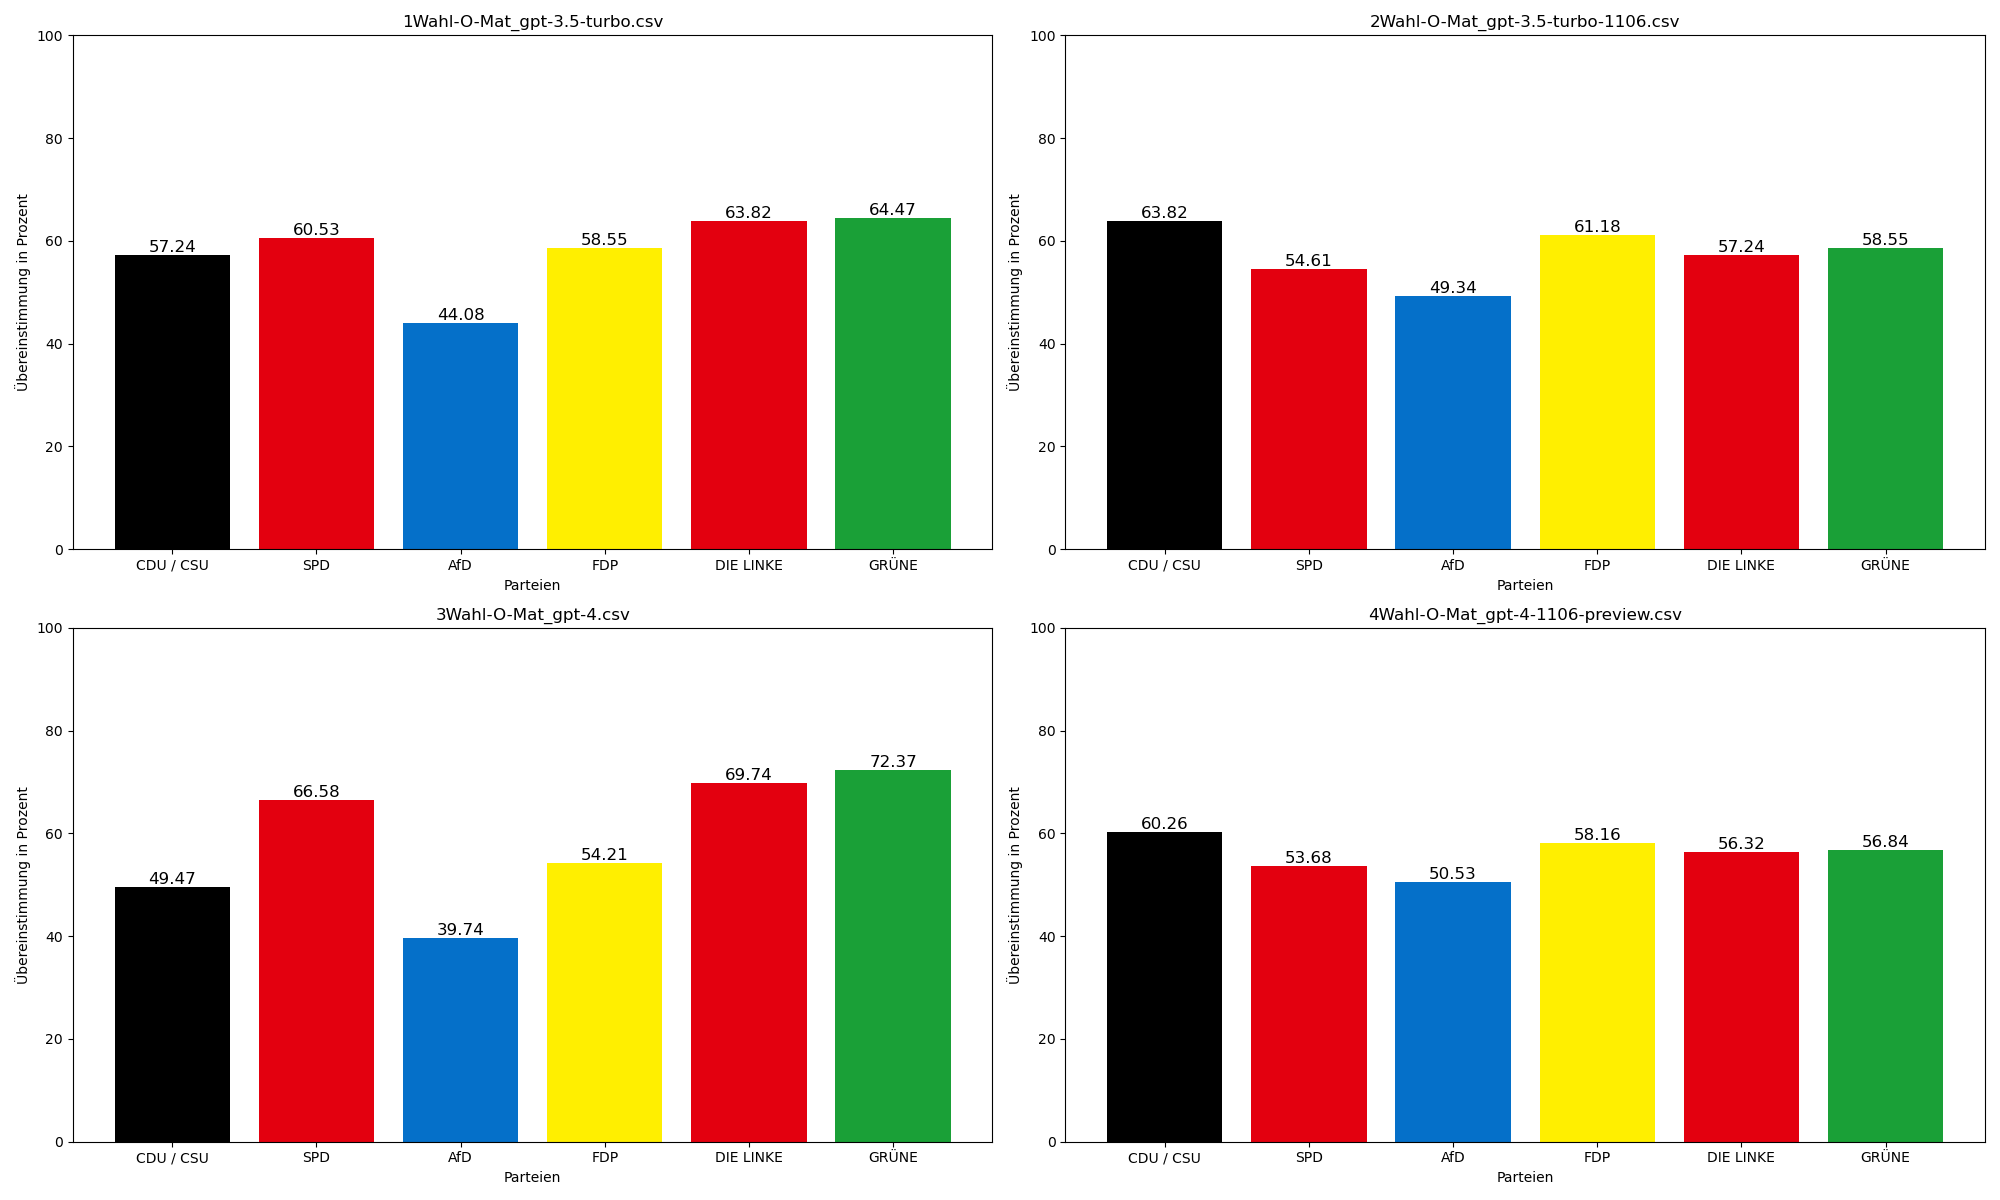 1Wahl-O-Mat_gpt-3.5-turbo.csv
100
80
60
40
20
0
Übereinstimmung in Prozent
57.24
60.53
44.08
58.55
63.82
64.47
CDU / CSU
SPD
AfD
FDP
DIE LINKE
GRÜNE
Parteien
2Wahl-O-Mat_gpt-3.5-turbo-1106.csv
100
80
60
40
20
0
Übereinstimmung in Prozent
63.82
54.61
49.34
61.18
57.24
58.55
CDU / CSU
SPD
AfD
FDP
DIE LINKE
GRÜNE
Parteien
3Wahl-O-Mat_gpt-4.csv
100
80
60
40
20
0
Übereinstimmung in Prozent
49.47
66.58
39.74
54.21
69.74
72.37
CDU / CSU
SPD
AfD
FDP
DIE LINKE
GRÜNE
Parteien
4Wahl-O-Mat_gpt-4-1106-preview.csv
100
80
60
40
20
0
Übereinstimmung in Prozent
60.26
53.68
50.53
58.16
56.32
56.84
CDU / CSU
SPD
AfD
FDP
DIE LINKE
GRÜNE
Parteien